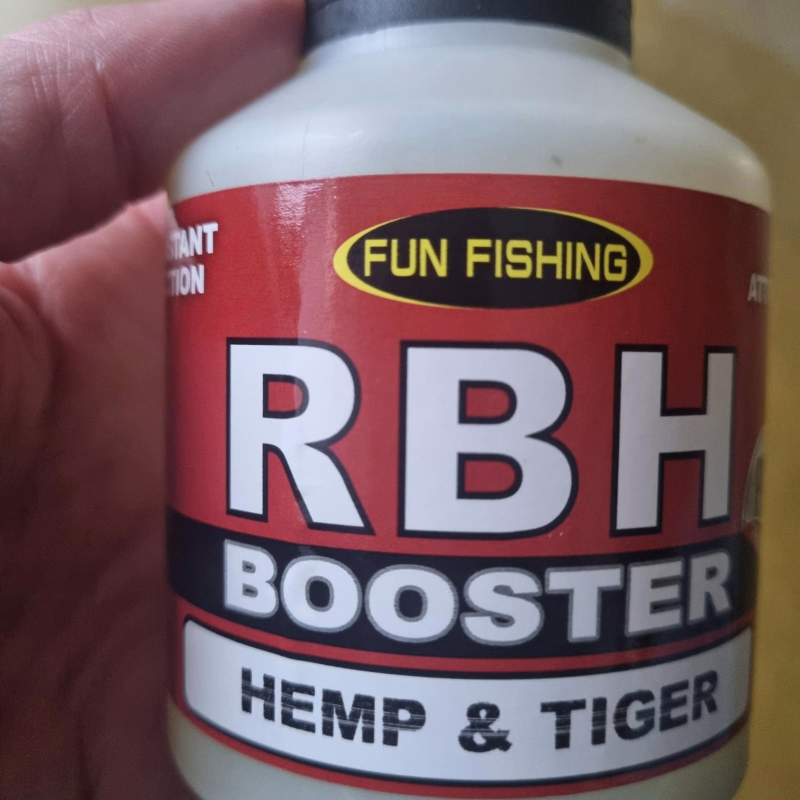 FUN FISHING
RBH
BOOSTER
HEMP & TIGER